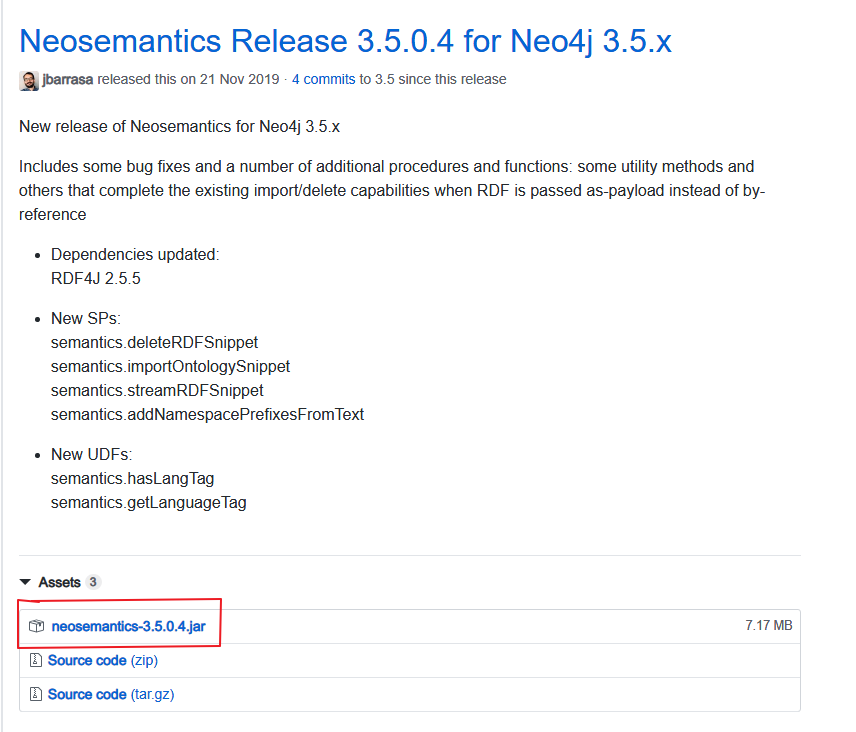 Neosemantics Release 3.5.0.4 for Neo4j 3.5.x
jbarrasa released this on 21 Nov 2019 · 4 commits to 3.5 since this release
New release of Neosemantics for Neo4j 3.5.x
Includes some bug fixes and a number of additional procedures and functions: some utility methods and
others that complete the existing import/delete capabilities when RDF is passed as-payload instead of by-
reference
• Dependencies updated:
RDF4J 2.5.5
• New SPs:
semantics.deleteRDFSnippet
semantics.importOntologySnippet
semantics.streamRDFSnippet
semantics.addNamespacePrefixesFromText
• New UDFs:
semantics.hasLangTag
semantics.getLanguageTag
Assets 3
neosemantics-3.5.0.4.jar 7.17 MB
Source code (zip)
Source code (tar.gz)